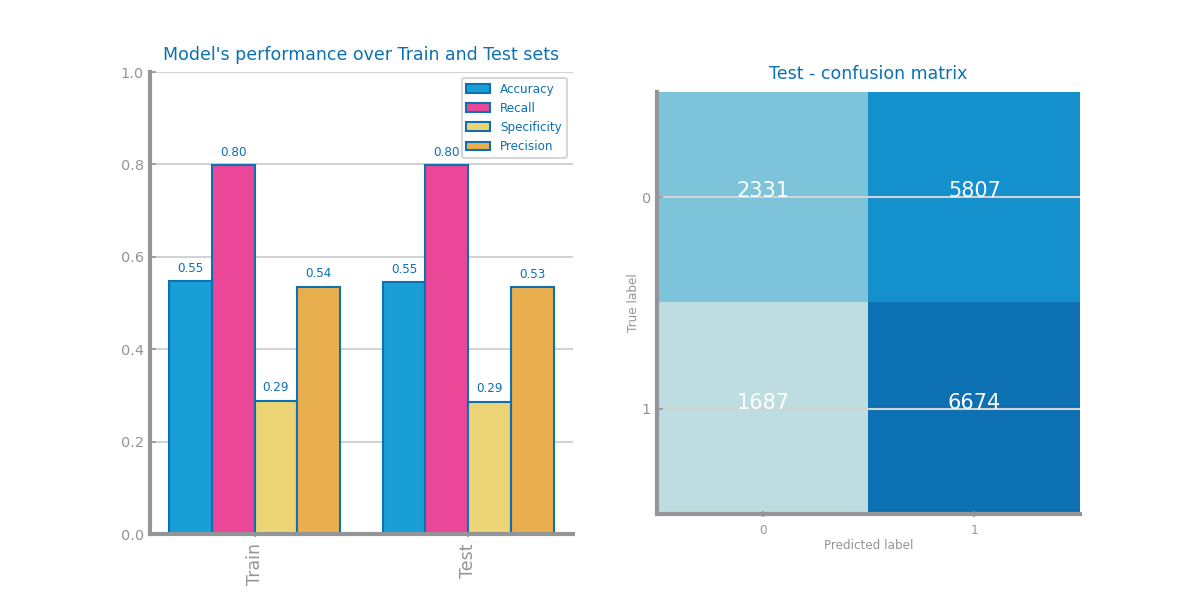 Model's performance over Train and Test sets
1.0
0.8
0.6
0.4
0.2
0.0
Accuracy
Recall
Specificity
Precision
0.55
0.80
0.29
0.54
0.55
0.80
0.29
0.53
Train
Test
Test - confusion matrix
True label
0
1
2331 5807
1687 6674
0 1
Predicted label